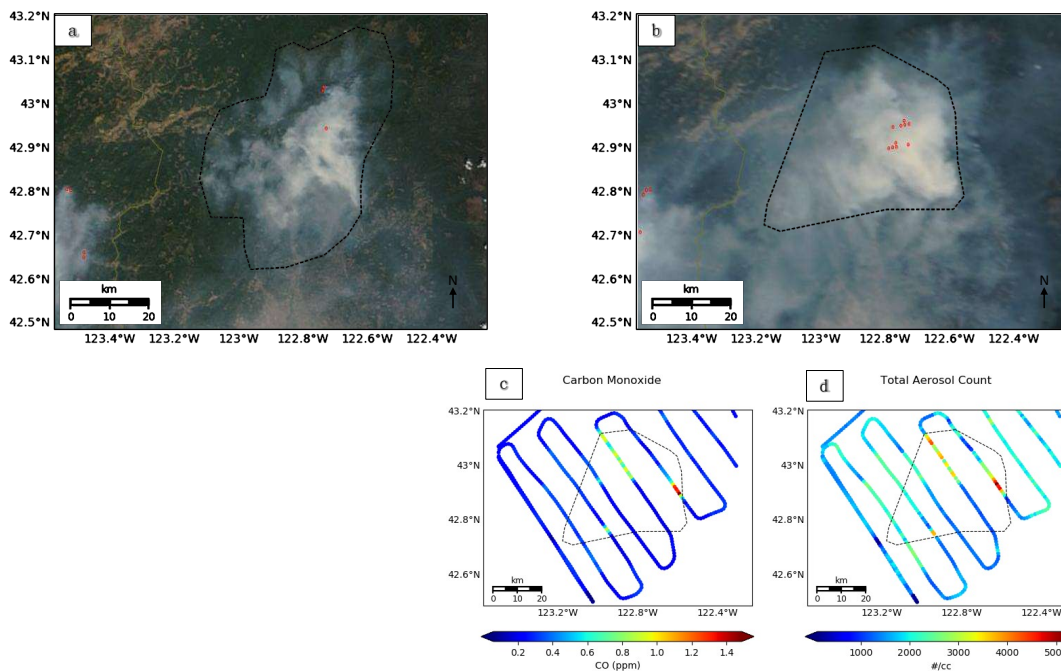 43.2°N
a
43.1°N
43°N
42.9°N
42.8°N
42.7°N
42.6°N
42.5°N
km
0 10 20
N
123.4°W 123.2°W 123°W 122.8°W 122.6°W 122.4°W
43.2°N
b
43.1°N
43°N
42.9°N
42.8°N
42.7°N
42.6°N
42.5°N
km
0 10 20
N
123.4°W 123.2°W 123°W 122.8°W 122.6°W 122.4°W
c
Carbon Monoxide
43.2°N
43°N
42.8°N
42.6°N
km
0 10 20
123.2°W 122.8°W 122.4°W
0.2 0.4 0.6 0.8 1.0 1.2 1.4
CO (ppm)
d
Total Aerosol Count
43.2°N
43°N
42.8°N
42.6°N
km
0 10 20
123.2°W 122.8°W 122.4°W
1000 2000 3000 4000
#/cc